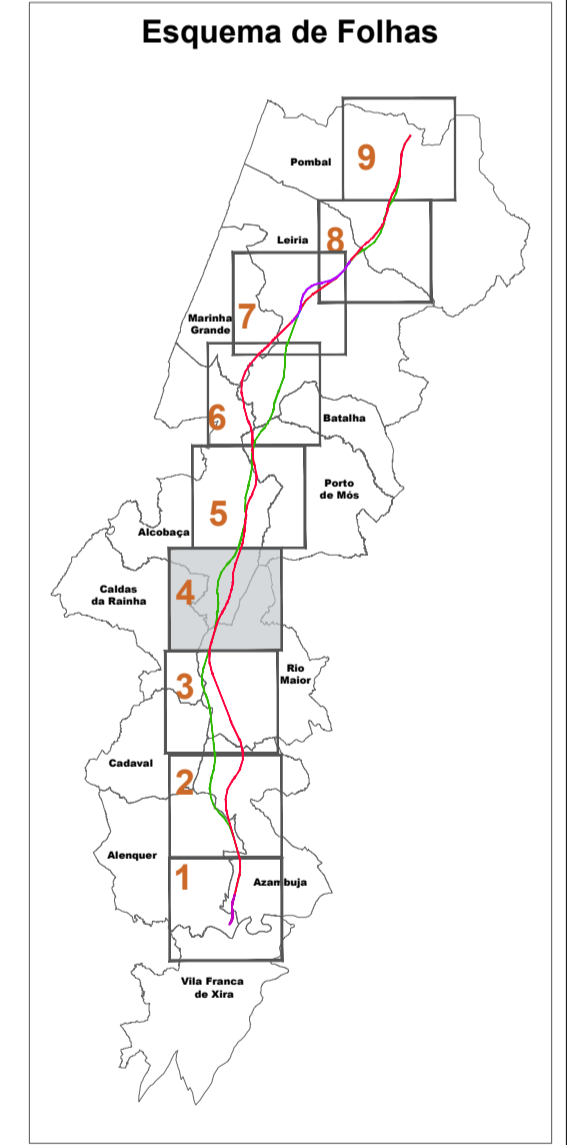 Esquema de Folhas
9
Pombal
8
Leiria
7
Marinha
Grande
6
Batalha
Porto
de Mós
5
Alcobaça
4
Caldas
da Rainha
Rio
Maior
3
Cadaval
2
Alenquer
1
Azambuja
Vila Franca
de Xira